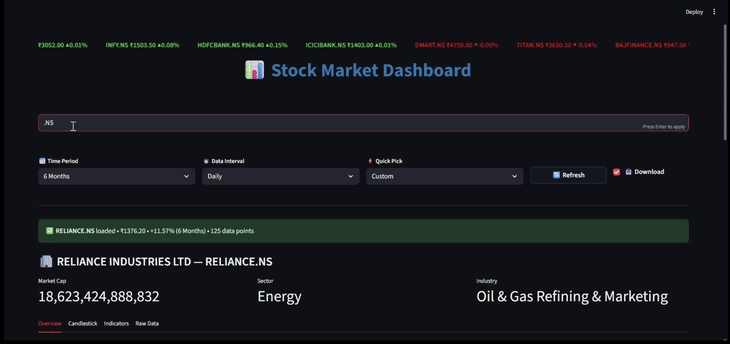 Deploy
₹3052.00 ▲0.01% INFY.NS ₹1503.50 ▲0.08% HDFCBANK.NS ₹966.40 ▲0.15% ICICIBANK.NS ₹1403.00 ▲0.01% DMART.NS ₹4755.80 ▼-0.00% TITAN.NS ₹3630.10 ▼-0.04% BAJFINANCE.NS ₹947.50
Stock Market Dashboard
.NS
Press Enter to apply
Time Period Data Interval Quick Pick
6 Months Daily Custom Refresh Download
RELIANCE.NS loaded • ₹1376.20 • +11.57% (6 Months) • 125 data points
RELIANCE INDUSTRIES LTD — RELIANCE.NS
Market Cap Sector Industry
18,623,424,888,832 Energy Oil & Gas Refining & Marketing
Overview Candlestick Indicators Raw Data